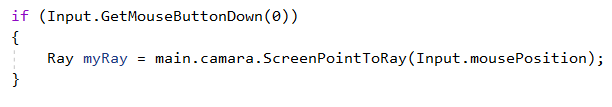 if (Input.GetMouseButtonDown(0))
{
Ray myRay = main.camara.ScreenPointToRay(Input.mousePosition);
}